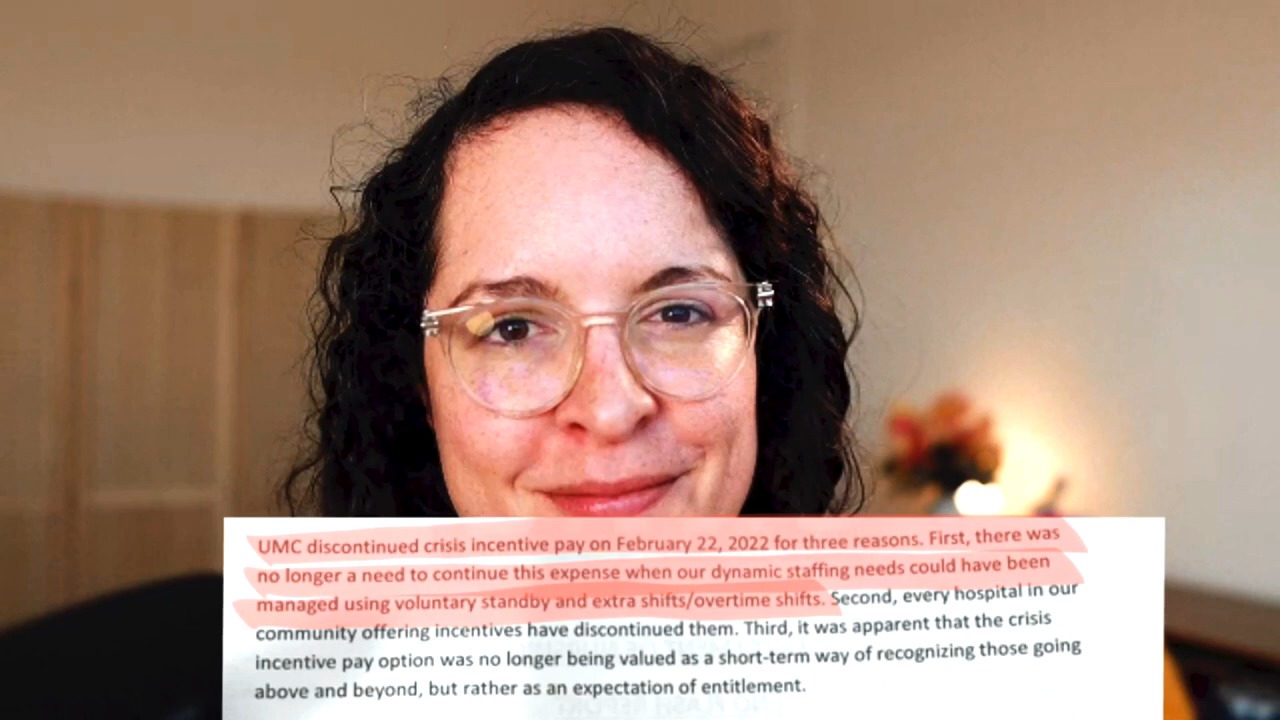 UMC discontinued crisis incentive pay on February 22, 2022 for three reasons. First, there was
no longer a need to continue this expense when our dynamic staffing needs could have been
managed using voluntary standby and extra shifts/overtime shifts. Second, every hospital in our
community offering incentives have discontinued them. Third, it was apparent that the crisis
incentive pay option was no longer being valued as a short-term way of recognizing those going
above and beyond, but rather as an expectation of entitlement.